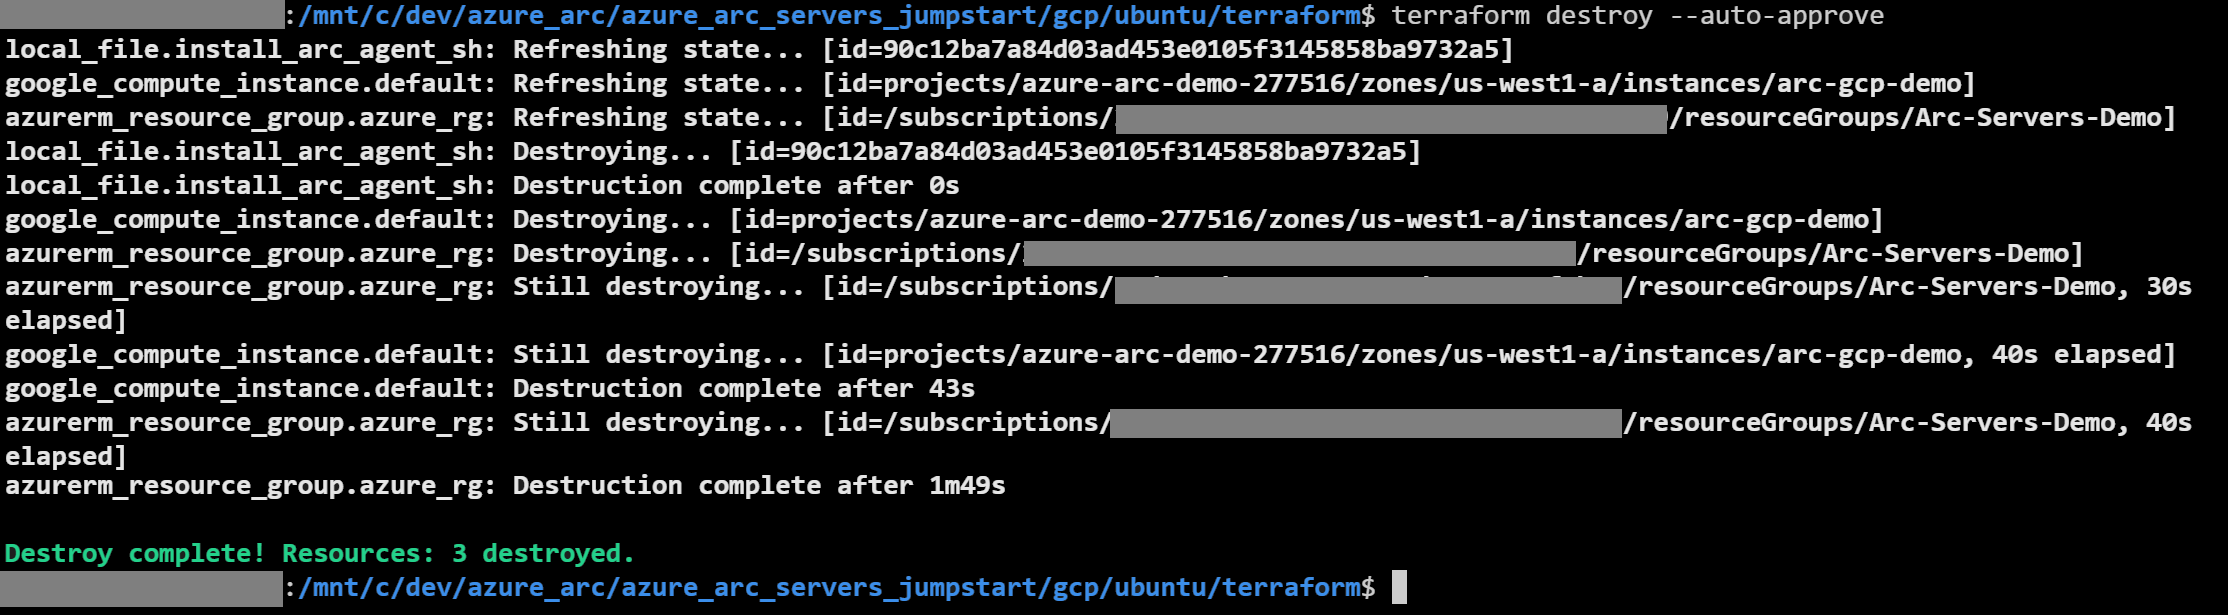 :/mnt/c/dev/azure_arc/azure_arc_servers_jumpstart/gcp/ubuntu/terraform$ terraform destroy --auto-approve
local_file.install_arc_agent_sh: Refreshing state... [id=90c12ba7a84d03ad453e0105f3145858ba9732a5]
google_compute_instance.default: Refreshing state... [id=projects/azure-arc-demo-277516/zones/us-west1-a/instances/arc-gcp-demo]
azurerm_resource_group.azure_rg: Refreshing state... [id=/subscriptions/ /resourceGroups/Arc-Servers-Demo]
local_file.install_arc_agent_sh: Destroying... [id=90c12ba7a84d03ad453e0105f3145858ba9732a5]
local_file.install_arc_agent_sh: Destruction complete after 0s
google_compute_instance.default: Destroying... [id=projects/azure-arc-demo-277516/zones/us-west1-a/instances/arc-gcp-demo]
azurerm_resource_group.azure_rg: Destroying... [id=/subscriptions/ /resourceGroups/Arc-Servers-Demo]
azurerm_resource_group.azure_rg: Still destroying... [id=/subscriptions/ /resourceGroups/Arc-Servers-Demo, 30s
elapsed]
google_compute_instance.default: Still destroying... [id=projects/azure-arc-demo-277516/zones/us-west1-a/instances/arc-gcp-demo, 40s elapsed]
google_compute_instance.default: Destruction complete after 43s
azurerm_resource_group.azure_rg: Still destroying... [id=/subscriptions/ /resourceGroups/Arc-Servers-Demo, 40s
elapsed]
azurerm_resource_group.azure_rg: Destruction complete after 1m49s
Destroy complete! Resources: 3 destroyed.
:/mnt/c/dev/azure_arc/azure_arc_servers_jumpstart/gcp/ubuntu/terraform$